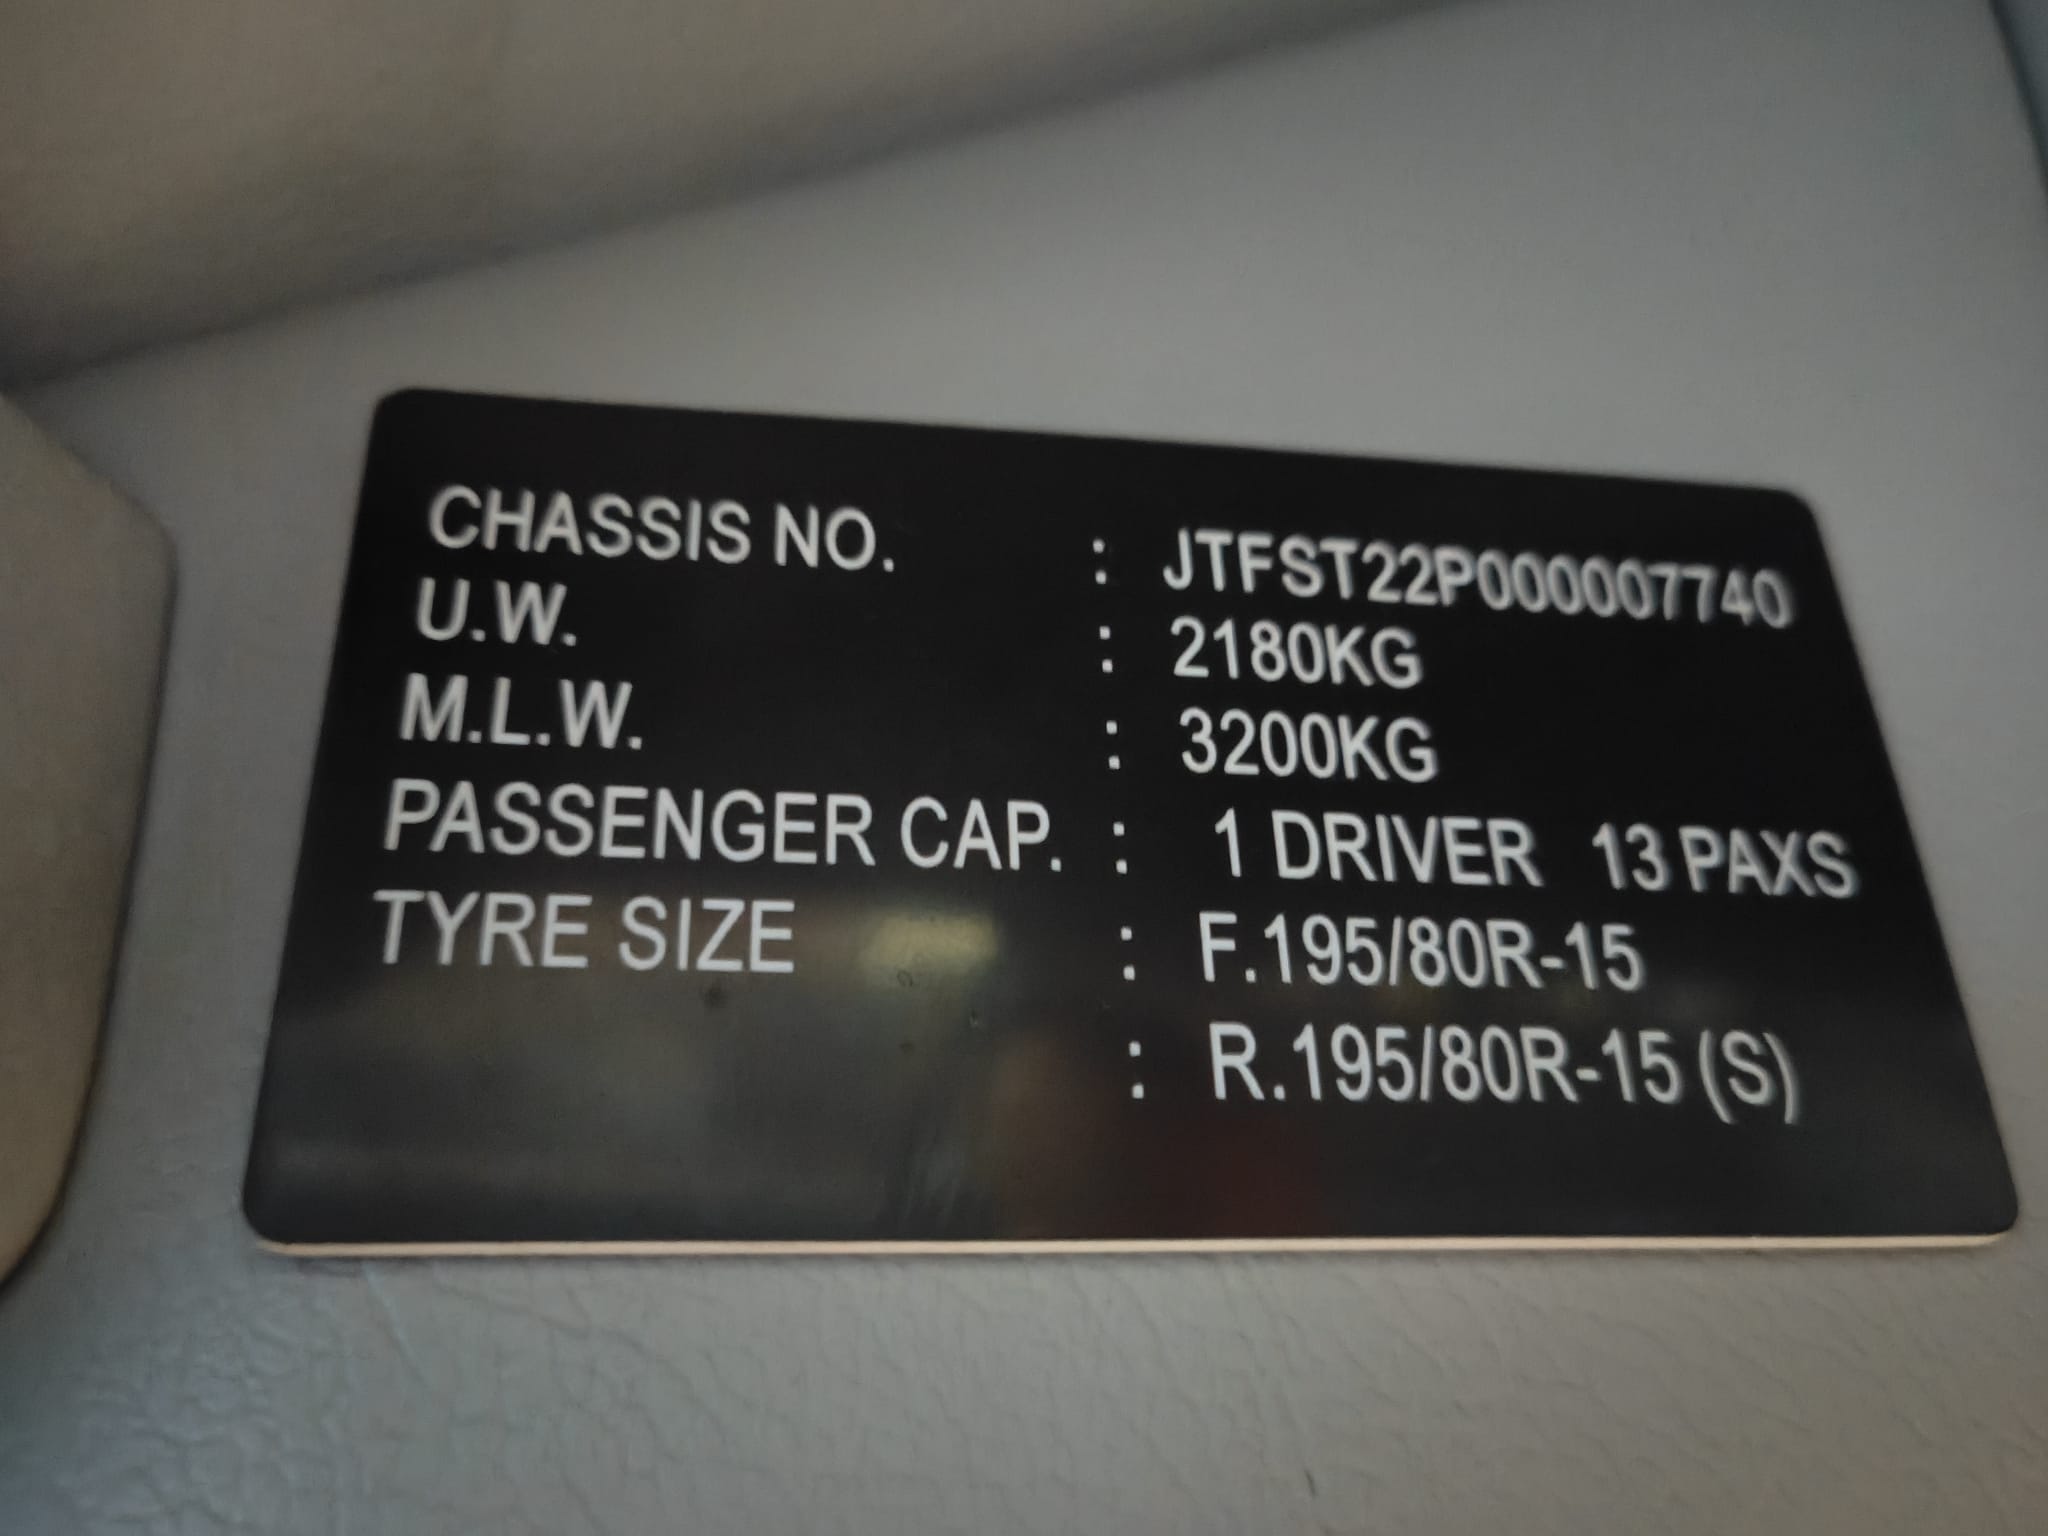 CHASSIS NO. : JTFST22P000007740
U.W. : 2180KG
M.L.W. : 3200KG
PASSENGER CAP. : 1 DRIVER 13 PAXS
TYRE SIZE : F.195/80R-15
: R.195/80R-15 (S)